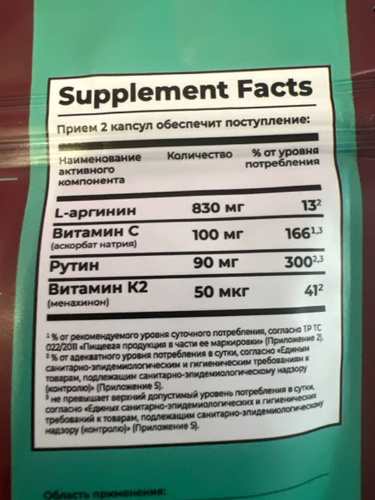 Supplement Facts
Прием 2 капсул обеспечит поступление:
Наименование активного компонента Количество % от уровня потребления
L-аргинин 830 мг 13²
Витамин С 100 мг 166¹·³
(аскорбат натрия)
Рутин 90 мг 300²·³
Витамин К2 50 мкг 41²
(менахинон)
¹ % от рекомендуемого уровня суточного потребления, согласно ТР ТС
022/2011 «Пищевая продукция в части ее маркировки» (Приложение 2).
² % от адекватного уровня потребления в сутки, согласно «Единым
санитарно-эпидемиологическим и гигиеническим требованиям к
товарам, подлежащим санитарно-эпидемиологическому надзору
(контролю)» (Приложение 5).
³ не превышает верхний допустимый уровень потребления в сутки,
согласно «Единых санитарно-эпидемиологических и гигиенических
требований к товарам, подлежащим санитарно-эпидемиологическому
надзору (контролю)» (Приложение 5).
Область применения: